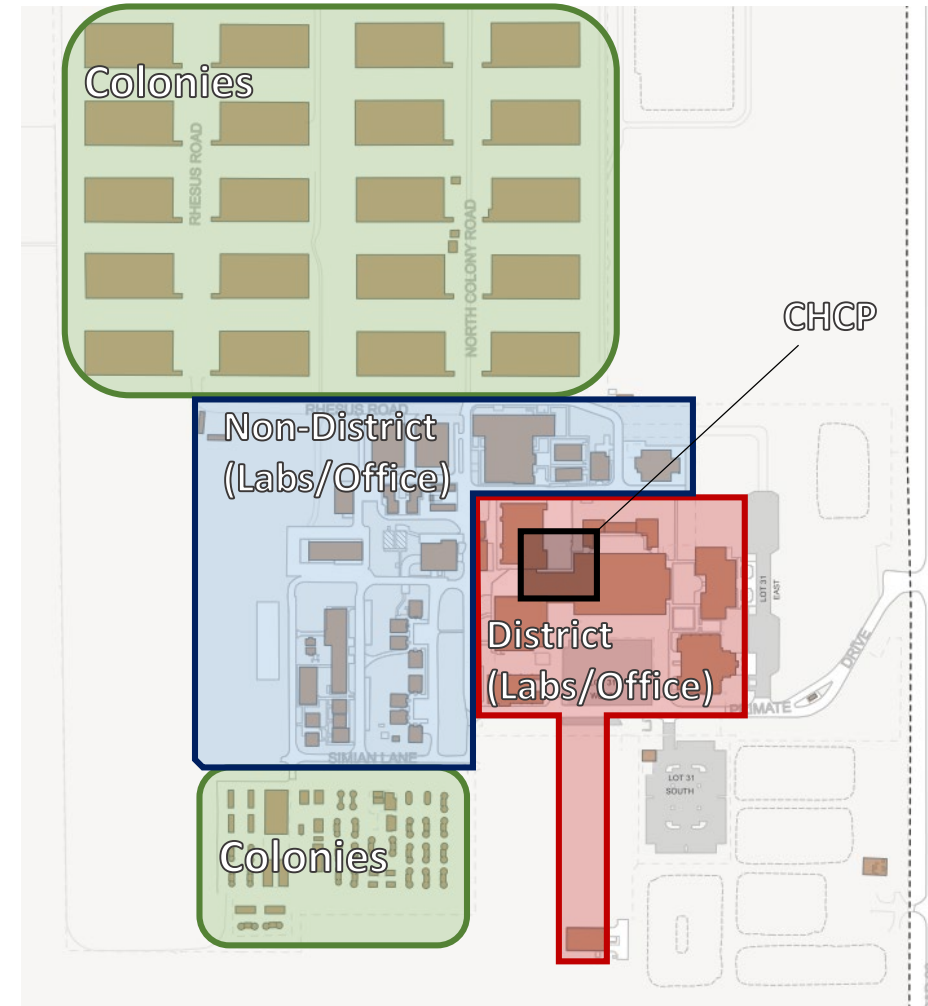 Colonies
RHESUS ROAD
NORTH COLONY ROAD
CHCP
RHESUS ROAD
Non-District
(Labs/Office)
LOT 31
EAST
District
(Labs/Office)
DRIVE
PRIMATE
SIMIAN LANE
LOT 31
SOUTH
Colonies